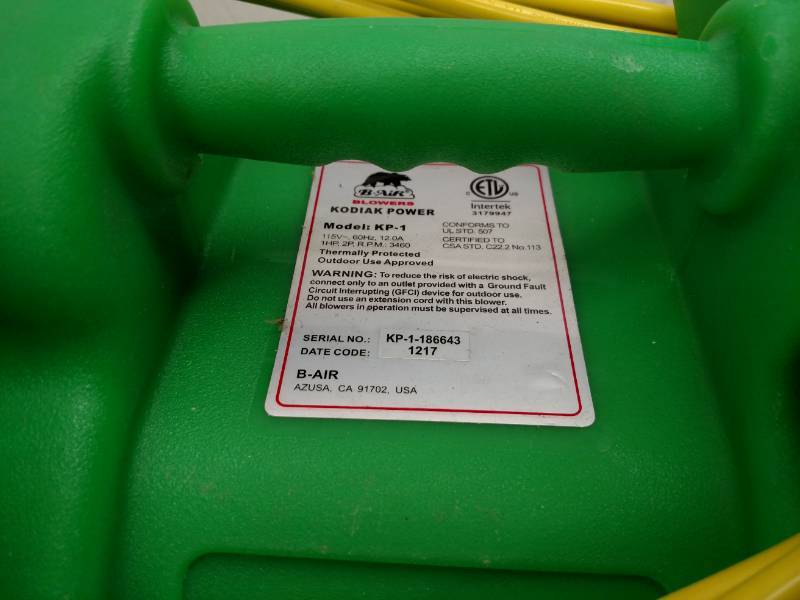 B-AIR
BLOWERS
KODIAK POWER
Model: KP-1
115V~, 60Hz, 12.0A
1HP, 2P, R.P.M.: 3460
Thermally Protected
Outdoor Use Approved
C ETL US
Intertek
3179947
CONFORMS TO
UL STD. 507
CERTIFIED TO
CSA STD. C22.2 No.113
WARNING: To reduce the risk of electric shock,
connect only to an outlet provided with a Ground Fault
Circuit Interrupting (GFCI) device for outdoor use.
Do not use an extension cord with this blower.
All blowers in pperation must be supervised at all times.
SERIAL NO.: KP-1-186643
DATE CODE: 1217
B-AIR
AZUSA, CA 91702, USA